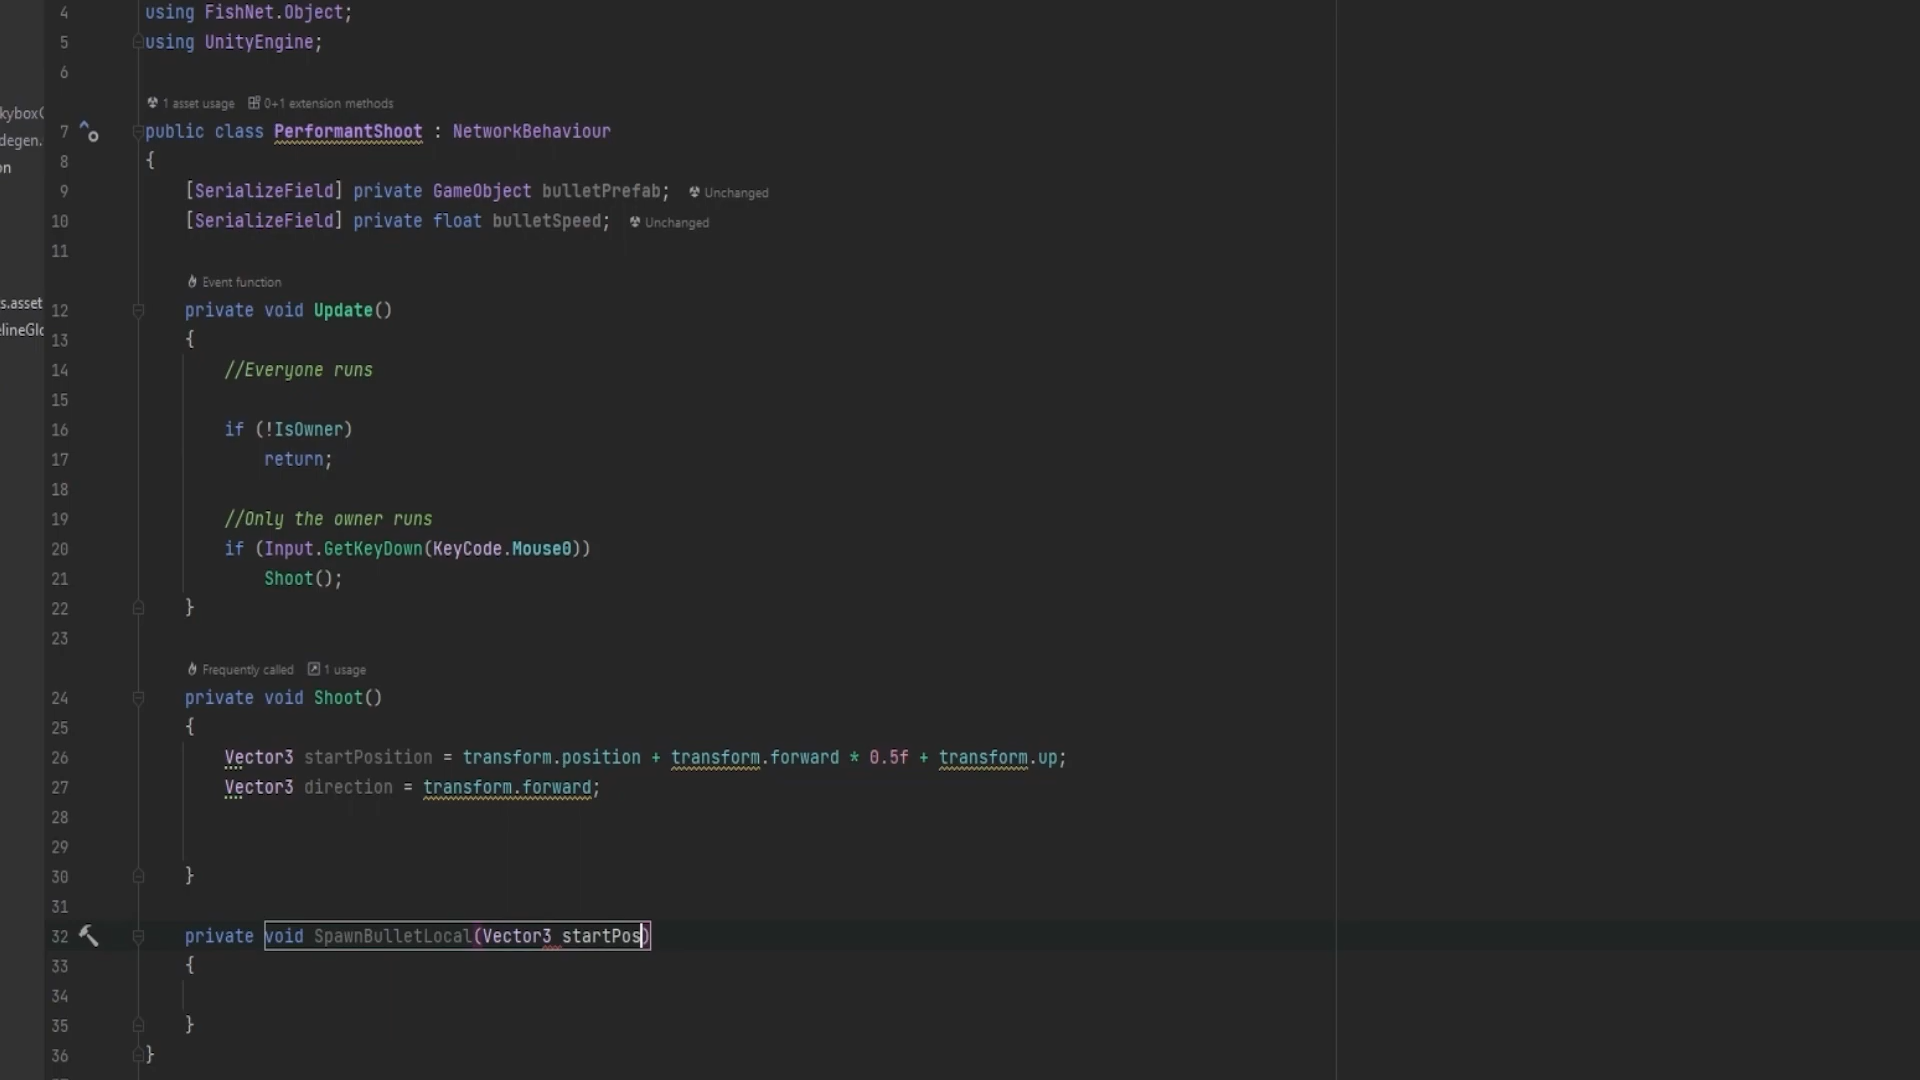 4 using FishNet.Object;
5 using UnityEngine;
6
1 asset usage 0+1 extension methods
7 public class PerformantShoot : NetworkBehaviour
8 {
9 [SerializeField] private GameObject bulletPrefab; Unchanged
10 [SerializeField] private float bulletSpeed; Unchanged
11
Event function
12 private void Update()
13 {
14 //Everyone runs
15
16 if (!IsOwner)
17 return;
18
19 //Only the owner runs
20 if (Input.GetKeyDown(KeyCode.Mouse0))
21 Shoot();
22 }
23
Frequently called 1 usage
24 private void Shoot()
25 {
26 Vector3 startPosition = transform.position + transform.forward * 0.5f + transform.up;
27 Vector3 direction = transform.forward;
28
29
30 }
31
32 private void SpawnBulletLocal(Vector3 startPos)
33 {
34
35 }
36 }
kybox
degen.
on
s.asset
elineGlo